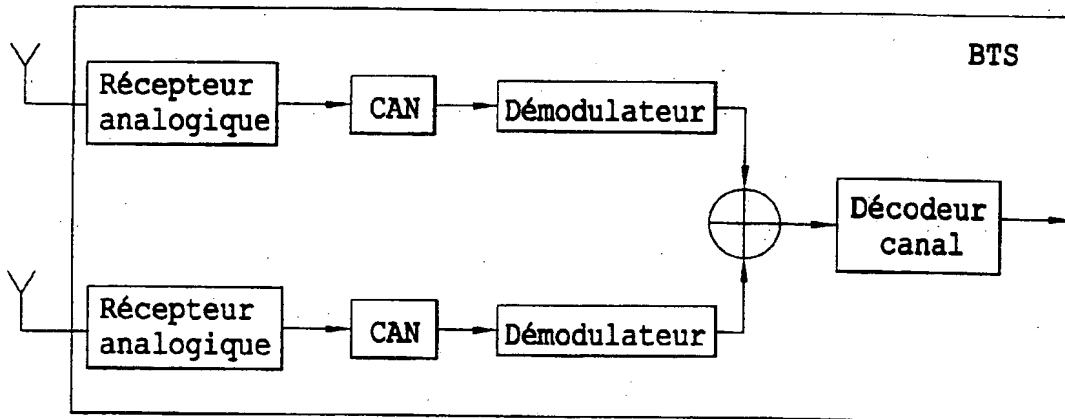 BTS
Récepteur
analogique
CAN
Démodulateur
Décodeur
canal
Récepteur
analogique
CAN
Démodulateur